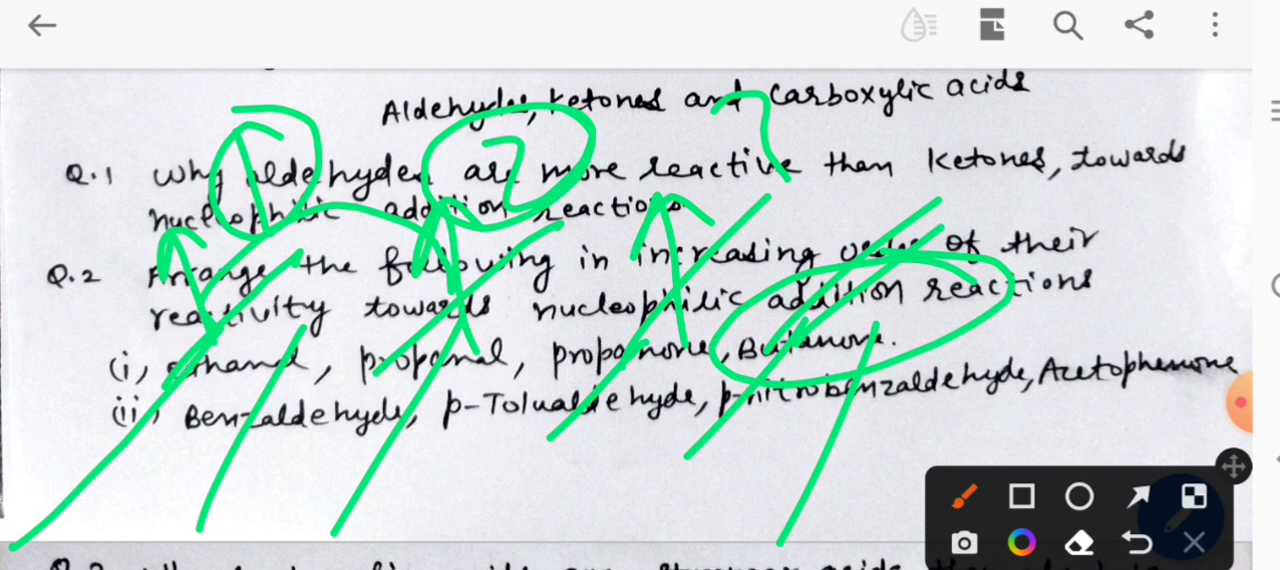 Aldehydes, ketones and carboxylic acids
Q.1 Why aldehydes are more reactive than ketones, towards
nucleophilic addition reactions
Q.2 Arrange the following in increasing order of their
reactivity towards nucleophilic addition reactions
(i) ethanal, propanal, propanone, Butanone.
(ii) Benzaldehyde, p-Tolualdehyde, p-nitrobenzaldehyde, Acetophenone